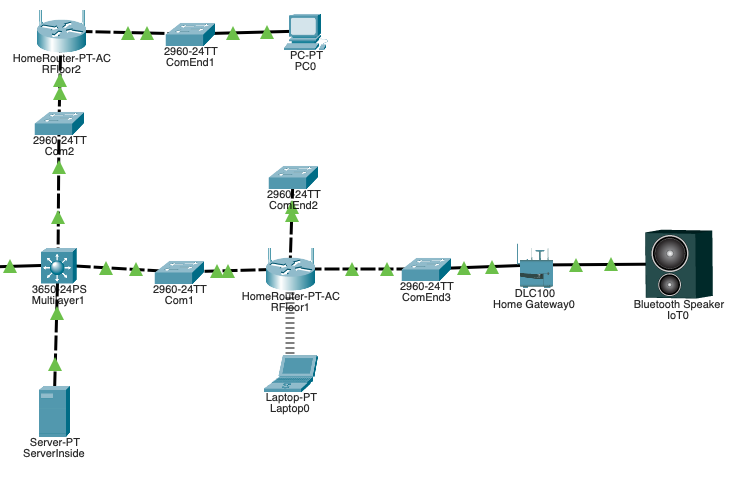 HomeRouter-PT-AC
RFloor2
2960-24TT
ComEnd1
PC-PT
PC0
2960-24TT
Com2
2960-24TT
ComEnd2
3650-24PS
Multilayer1
2960-24TT
Com1
HomeRouter-PT-AC
RFloor1
2960-24TT
ComEnd3
DLC100
Home Gateway0
Bluetooth Speaker
IoT0
Laptop-PT
Laptop0
Server-PT
ServerInside